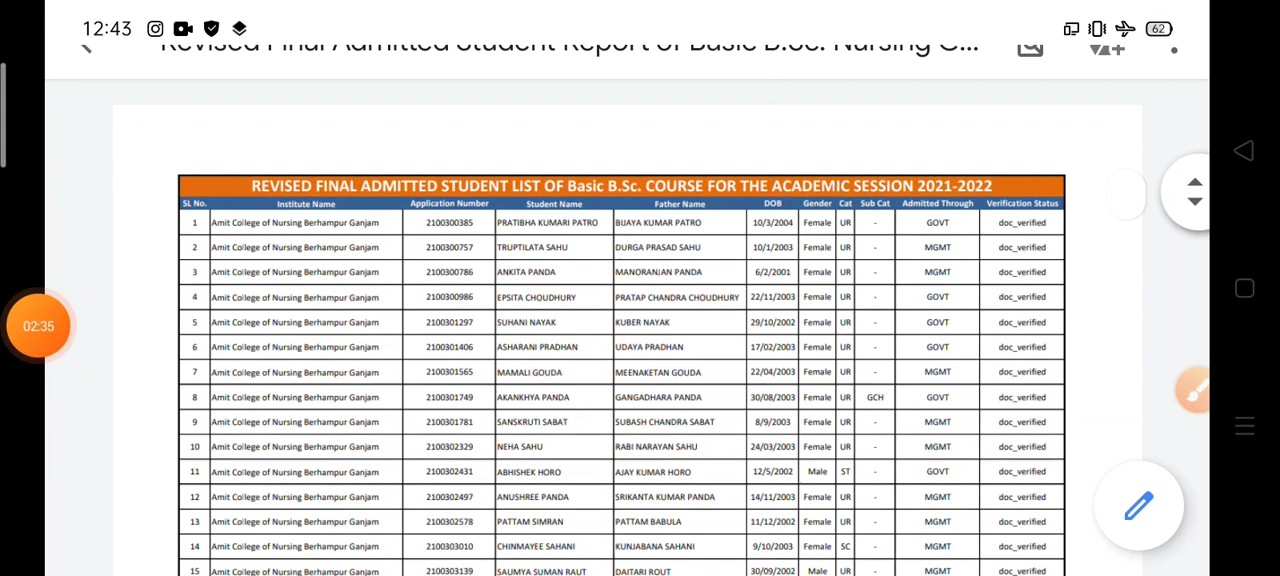 12:43
62
Revised Final Admitted Student Report of Basic B.Sc. Nursing C...
02:35
REVISED FINAL ADMITTED STUDENT LIST OF Basic B.Sc. COURSE FOR THE ACADEMIC SESSION 2021-2022
SL No. Institute Name Application Number Student Name Father Name DOB Gender Cat Sub Cat Admitted Through Verification Status
1 Amit College of Nursing Berhampur Ganjam 2100300385 PRATIBHA KUMARI PATRO BIJAYA KUMAR PATRO 10/3/2004 Female UR - GOVT doc_verified
2 Amit College of Nursing Berhampur Ganjam 2100300757 TRUPTILATA SAHU DURGA PRASAD SAHU 10/1/2003 Female UR - MGMT doc_verified
3 Amit College of Nursing Berhampur Ganjam 2100300786 ANKITA PANDA MANORANJAN PANDA 6/2/2001 Female UR - MGMT doc_verified
4 Amit College of Nursing Berhampur Ganjam 2100300986 EPSITA CHOUDHURY PRATAP CHANDRA CHOUDHURY 22/11/2003 Female UR - GOVT doc_verified
5 Amit College of Nursing Berhampur Ganjam 2100301297 SUHANI NAYAK KUBER NAYAK 29/10/2002 Female UR - MGMT doc_verified
6 Amit College of Nursing Berhampur Ganjam 2100301406 ASHARANI PRADHAN UDAYA PRADHAN 17/02/2003 Female UR - GOVT doc_verified
7 Amit College of Nursing Berhampur Ganjam 2100301565 MAMALI GOUDA MEENAKETAN GOUDA 22/04/2003 Female UR - MGMT doc_verified
8 Amit College of Nursing Berhampur Ganjam 2100301749 AKANKHYA PANDA GANGADHARA PANDA 30/08/2003 Female UR GCH GOVT doc_verified
9 Amit College of Nursing Berhampur Ganjam 2100301781 SANSKRUTI SABAT SUBASH CHANDRA SABAT 8/9/2003 Female UR - MGMT doc_verified
10 Amit College of Nursing Berhampur Ganjam 2100302329 NEHA SAHU RABI NARAYAN SAHU 24/03/2003 Female UR - MGMT doc_verified
11 Amit College of Nursing Berhampur Ganjam 2100302431 ABHISHEK HORO AJAY KUMAR HORO 12/5/2002 Male ST - GOVT doc_verified
12 Amit College of Nursing Berhampur Ganjam 2100302497 ANUSHREE PANDA SRIKANTA KUMAR PANDA 14/11/2003 Female UR - MGMT doc_verified
13 Amit College of Nursing Berhampur Ganjam 2100302578 PATTAM SIMRAN PATTAM BABULA 11/12/2002 Female UR - MGMT doc_verified
14 Amit College of Nursing Berhampur Ganjam 2100303010 CHINMAYEE SAHANI KUNJABANA SAHANI 9/10/2003 Female SC - MGMT doc_verified
15 Amit College of Nursing Berhampur Ganjam 2100303139 SAUMYA SUMAN RAUT DAITARI ROUT 30/09/2002 Male UR - MGMT doc_verified